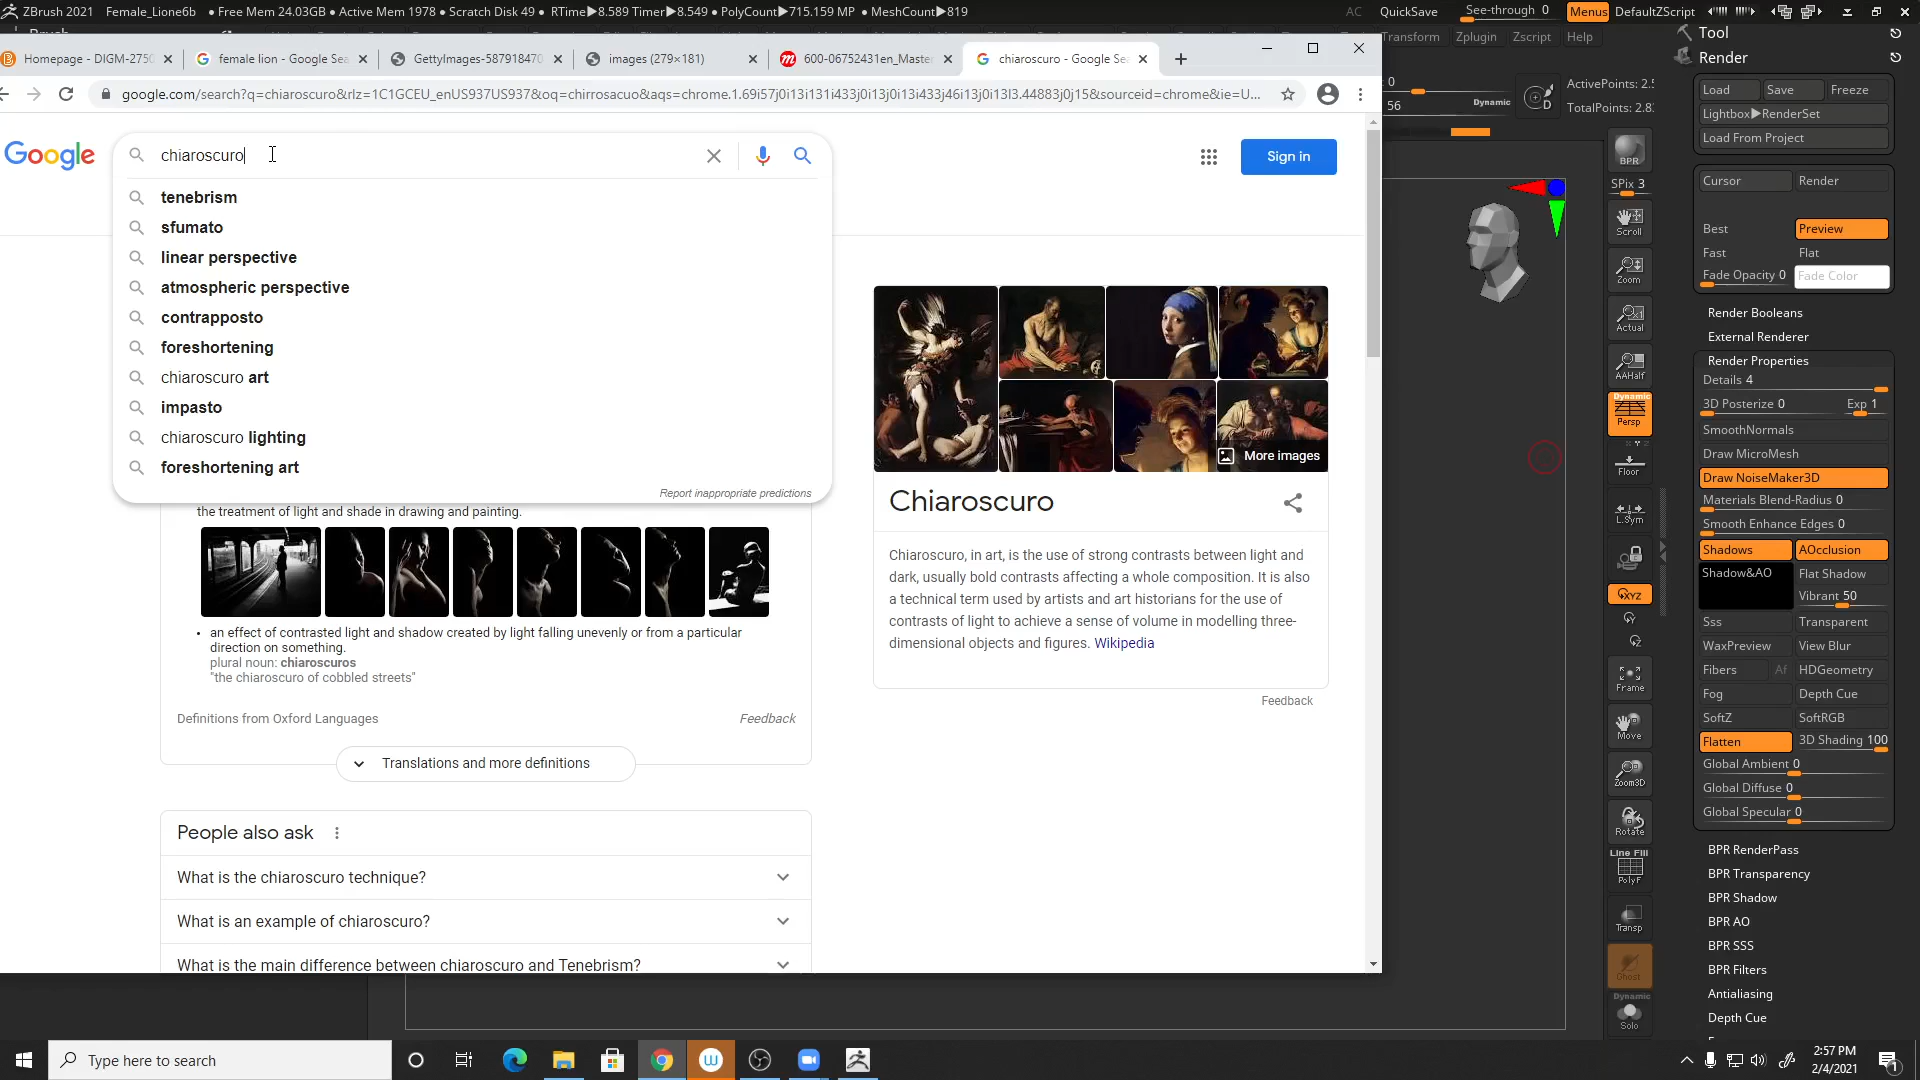 ZBrush 2021 Female_Lione6b • Free Mem 24.03GB • Active Mem 1978 • Scratch Disk 49 • RTime▶8.589 Timer▶8.549 • PolyCount▶715.159 MP • MeshCount▶819
AC QuickSave See-through 0 Menus DefaultZScript
Transform Zplugin Zscript Help
Tool
Render
Homepage - DIGM-275
female lion - Google Sea
GettyImages-587918470
images (279×181)
600-06752431en_Master
chiaroscuro - Google Se
google.com/search?q=chiaroscuro&rlz=1C1GCEU_enUS937US937&oq=chirrosacuo&aqs=chrome.1.69i57j0i13i131i433j0i13j0i13i433j46i13j0i13l3.44883j0j15&sourceid=chrome&ie=U...
Google
chiaroscuro
Sign in
tenebrism
sfumato
linear perspective
atmospheric perspective
contrapposto
foreshortening
chiaroscuro art
impasto
chiaroscuro lighting
foreshortening art
Report inappropriate predictions
the treatment of light and shade in drawing and painting.
• an effect of contrasted light and shadow created by light falling unevenly or from a particular
direction on something.
plural noun: chiaroscuros
"the chiaroscuro of cobbled streets"
Definitions from Oxford Languages
Feedback
Translations and more definitions
People also ask
What is the chiaroscuro technique?
What is an example of chiaroscuro?
What is the main difference between chiaroscuro and Tenebrism?
More images
Chiaroscuro
Chiaroscuro, in art, is the use of strong contrasts between light and
dark, usually bold contrasts affecting a whole composition. It is also
a technical term used by artists and art historians for the use of
contrasts of light to achieve a sense of volume in modelling three-
dimensional objects and figures. Wikipedia
Feedback
0
56
Dynamic
D
ActivePoints: 2.5
TotalPoints: 2.8
BPR
SPix 3
Scroll
Zoom
Actual
AAHalf
Dynamic
Persp
Floor
L.Sym
XYZ
Frame
Move
Zoom3D
Rotate
Line Fill
PolyF
Transp
Ghost
Dynamic
Solo
Load Save Freeze
Lightbox▶RenderSet
Load From Project
Cursor Render
Best Preview
Fast Flat
Fade Opacity 0 Fade Color
Render Booleans
External Renderer
Render Properties
Details 4
3D Posterize 0 Exp 1
SmoothNormals
Draw MicroMesh
Draw NoiseMaker3D
Materials Blend-Radius 0
Smooth Enhance Edges 0
Shadows AOcclusion
Shadow&AO Flat Shadow
Vibrant 50
Sss Transparent
WaxPreview View Blur
Fibers Af HDGeometry
Fog Depth Cue
SoftZ SoftRGB
Flatten 3D Shading 100
Global Ambient 0
Global Diffuse 0
Global Specular 0
BPR RenderPass
BPR Transparency
BPR Shadow
BPR AO
BPR SSS
BPR Filters
Antialiasing
Depth Cue
Type here to search
2:57 PM
2/4/2021
1